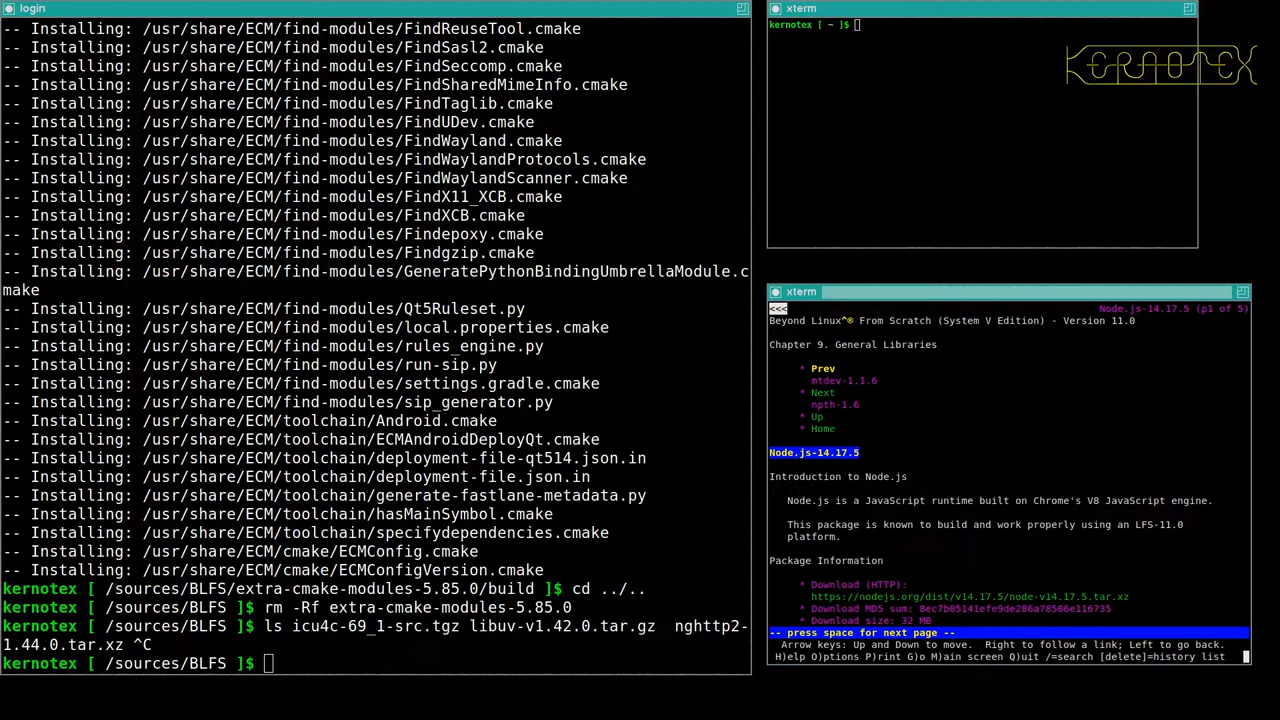 login
-- Installing: /usr/share/ECM/find-modules/FindReuseTool.cmake
-- Installing: /usr/share/ECM/find-modules/FindSasl2.cmake
-- Installing: /usr/share/ECM/find-modules/FindSeccomp.cmake
-- Installing: /usr/share/ECM/find-modules/FindSharedMimeInfo.cmake
-- Installing: /usr/share/ECM/find-modules/FindTaglib.cmake
-- Installing: /usr/share/ECM/find-modules/FindUDev.cmake
-- Installing: /usr/share/ECM/find-modules/FindWayland.cmake
-- Installing: /usr/share/ECM/find-modules/FindWaylandProtocols.cmake
-- Installing: /usr/share/ECM/find-modules/FindWaylandScanner.cmake
-- Installing: /usr/share/ECM/find-modules/FindX11_XCB.cmake
-- Installing: /usr/share/ECM/find-modules/FindXCB.cmake
-- Installing: /usr/share/ECM/find-modules/Findepoxy.cmake
-- Installing: /usr/share/ECM/find-modules/Findgzip.cmake
-- Installing: /usr/share/ECM/find-modules/GeneratePythonBindingUmbrellaModule.c
make
-- Installing: /usr/share/ECM/find-modules/Qt5Ruleset.py
-- Installing: /usr/share/ECM/find-modules/local.properties.cmake
-- Installing: /usr/share/ECM/find-modules/rules_engine.py
-- Installing: /usr/share/ECM/find-modules/run-sip.py
-- Installing: /usr/share/ECM/find-modules/settings.gradle.cmake
-- Installing: /usr/share/ECM/find-modules/sip_generator.py
-- Installing: /usr/share/ECM/toolchain/Android.cmake
-- Installing: /usr/share/ECM/toolchain/ECMAndroidDeployQt.cmake
-- Installing: /usr/share/ECM/toolchain/deployment-file-qt514.json.in
-- Installing: /usr/share/ECM/toolchain/deployment-file.json.in
-- Installing: /usr/share/ECM/toolchain/generate-fastlane-metadata.py
-- Installing: /usr/share/ECM/toolchain/hasMainSymbol.cmake
-- Installing: /usr/share/ECM/toolchain/specifydependencies.cmake
-- Installing: /usr/share/ECM/cmake/ECMConfig.cmake
-- Installing: /usr/share/ECM/cmake/ECMConfigVersion.cmake
kernotex [ /sources/BLFS/extra-cmake-modules-5.85.0/build ]$ cd ../..
kernotex [ /sources/BLFS ]$ rm -Rf extra-cmake-modules-5.85.0
kernotex [ /sources/BLFS ]$ ls icu4c-69_1-src.tgz libuv-v1.42.0.tar.gz  nghttp2-
1.44.0.tar.xz ^C
kernotex [ /sources/BLFS ]$
xterm
kernotex [ ~ ]$
KERNOTEX
xterm
<<<
Node.js-14.17.5 (p1 of 5)
Beyond Linux^® From Scratch (System V Edition) - Version 11.0
Chapter 9. General Libraries
* Prev
mtdev-1.1.6
* Next
npth-1.6
* Up
* Home
Node.js-14.17.5
Introduction to Node.js
Node.js is a JavaScript runtime built on Chrome's V8 JavaScript engine.
This package is known to build and work properly using an LFS-11.0
platform.
Package Information
* Download (HTTP):
https://nodejs.org/dist/v14.17.5/node-v14.17.5.tar.xz
* Download MD5 sum: 8ec7b05141efe9de286a78506e116735
* Download size: 32 MB
-- press space for next page --
Arrow keys: Up and Down to move.  Right to follow a link; Left to go back.
H)elp O)ptions P)rint G)o M)ain screen Q)uit /=search [delete]=history list